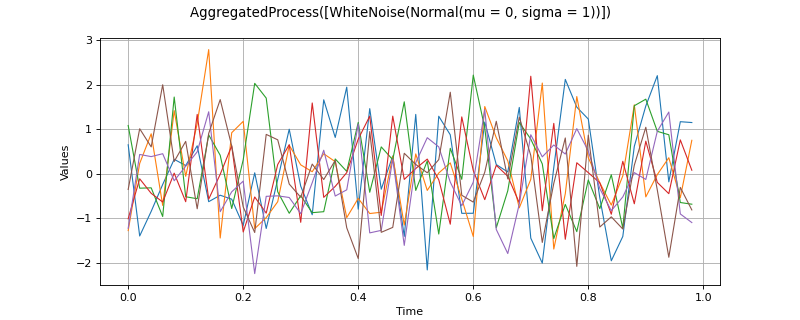 AggregatedProcess([WhiteNoise(Normal(mu = 0, sigma = 1))])
3
2
1
0
−1
−2
Values
0.0 0.2 0.4 0.6 0.8 1.0
Time